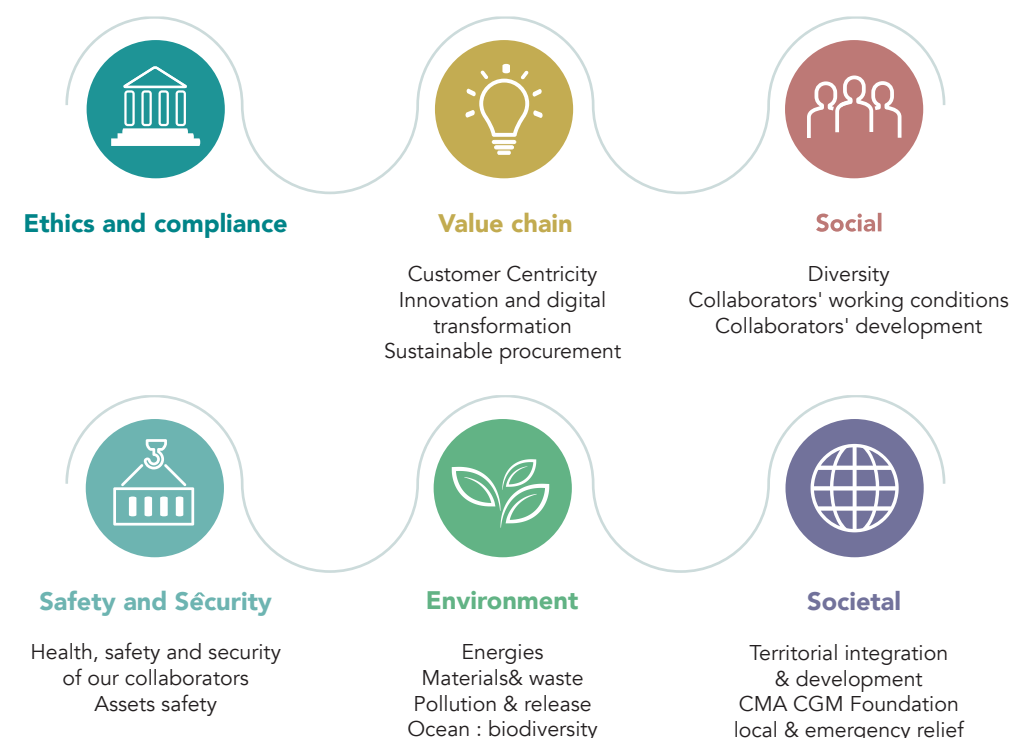 Ethics and compliance
Value chain
Customer Centricity
Innovation and digital
transformation
Sustainable procurement
Social
Diversity
Collaborators' working conditions
Collaborators' development
Safety and Sêcurity
Health, safety and security
of our collaborators
Assets safety
Environment
Energies
Materials& waste
Pollution & release
Ocean : biodiversity
Societal
Territorial integration
& development
CMA CGM Foundation
local & emergency relief